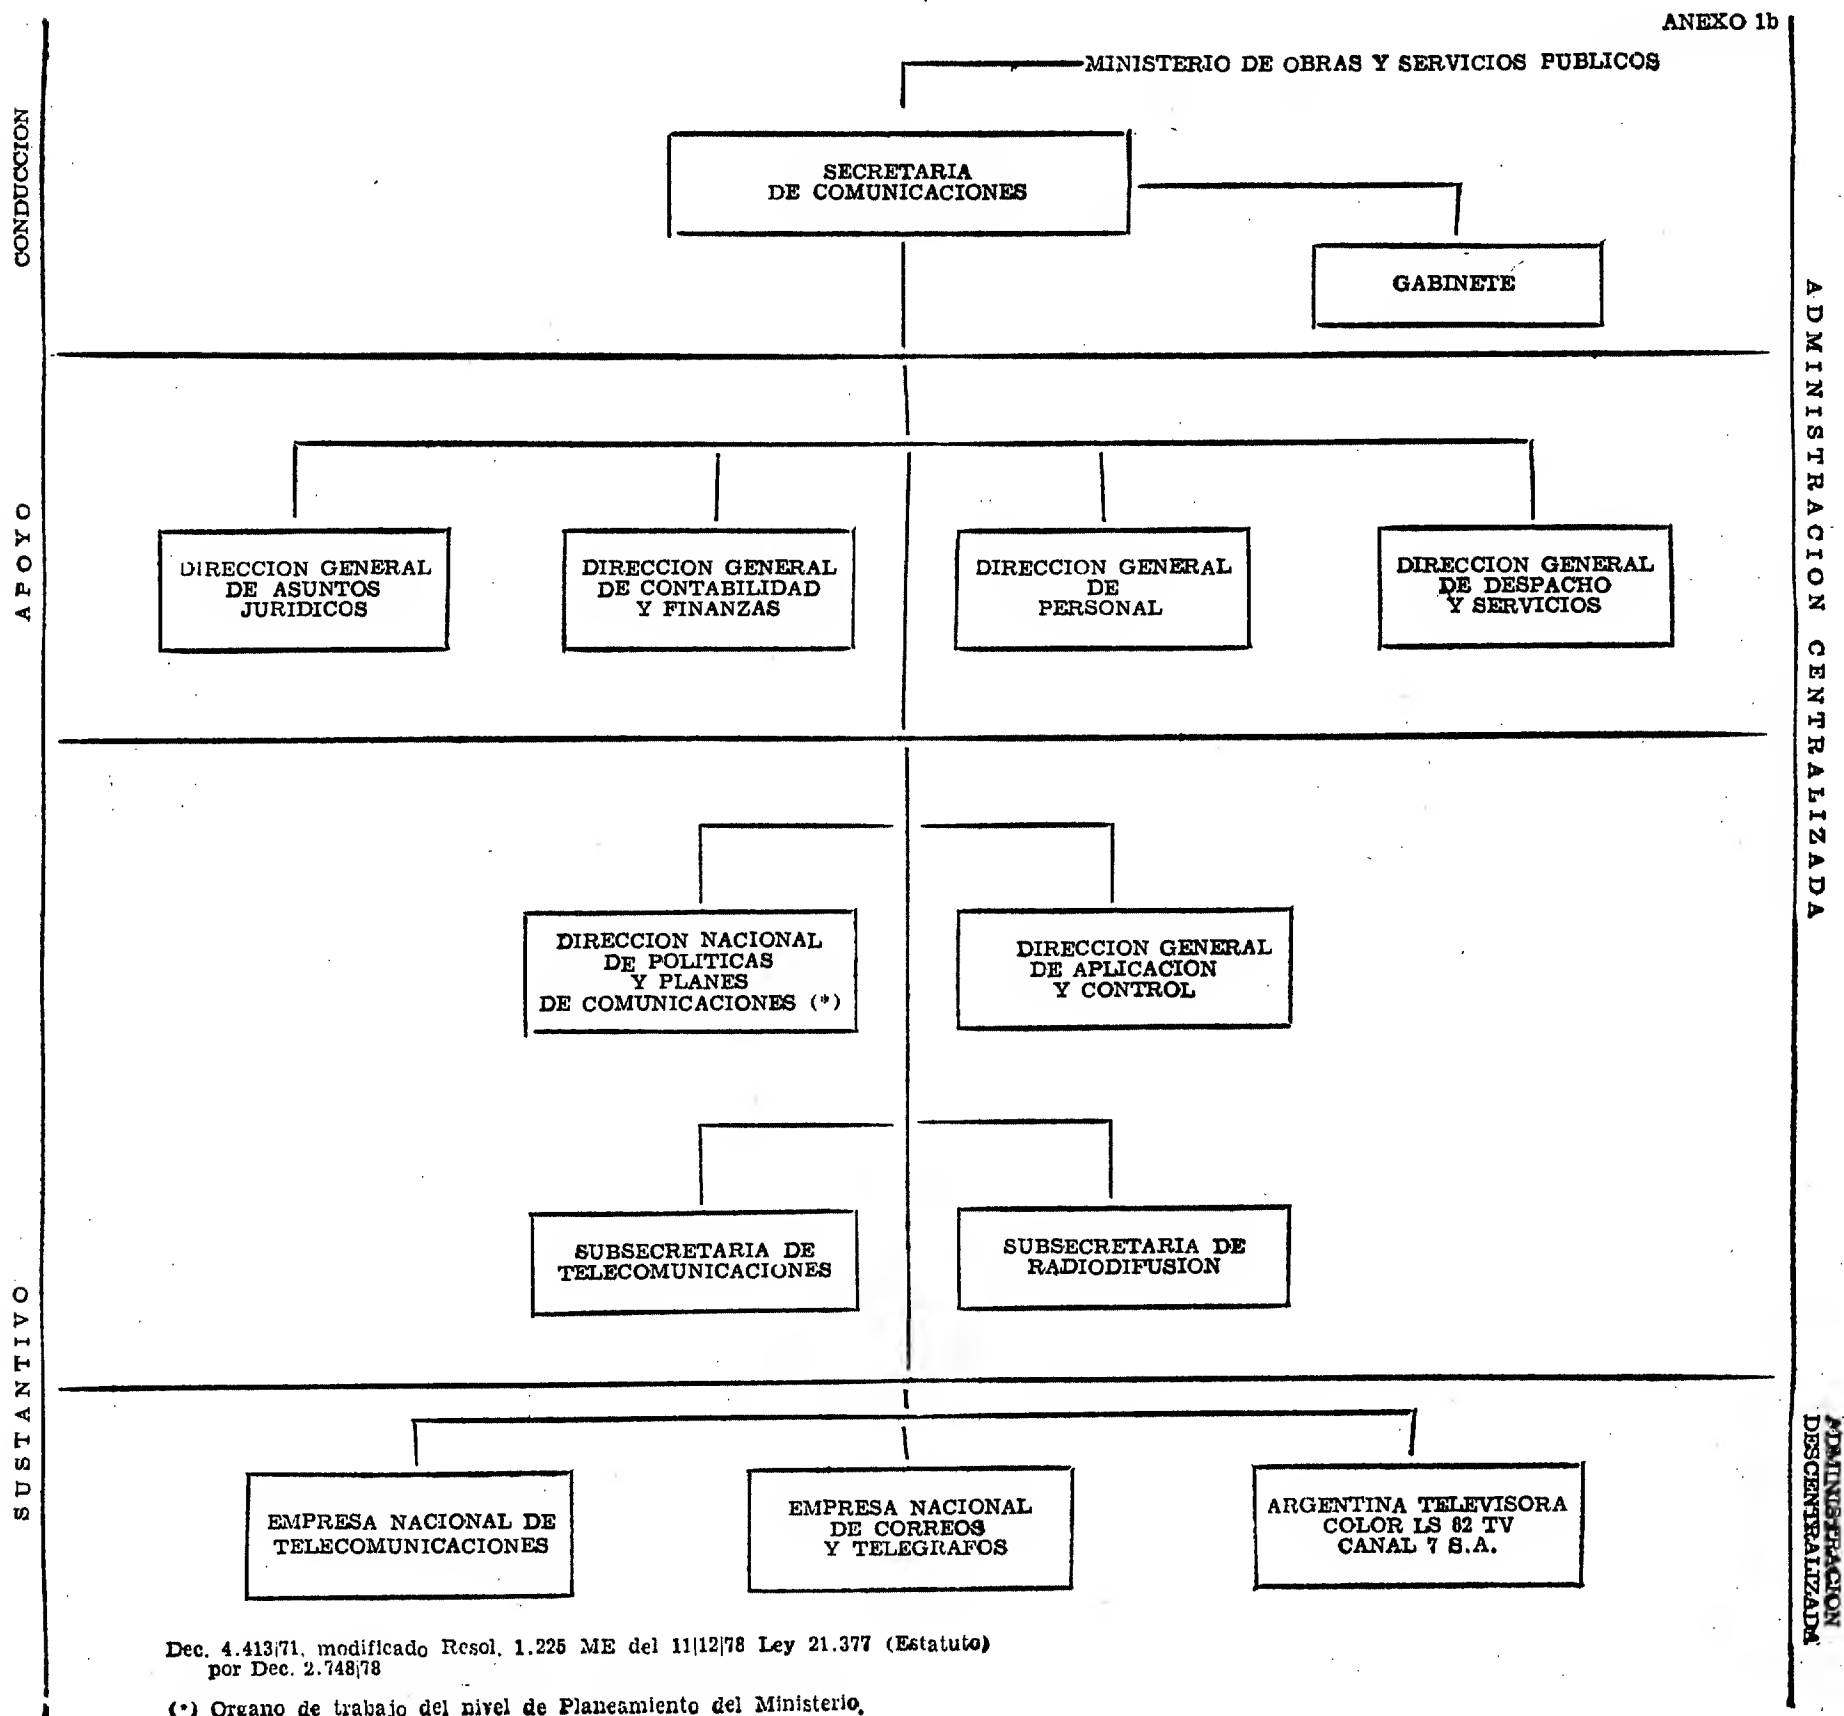 ANEXO 1b
MINISTERIO DE OBRAS Y SERVICIOS PUBLICOS
CONDUCCION
SECRETARIA
DE COMUNICACIONES
GABINETE
ADMINISTRACION CENTRALIZADA
APOYO
DIRECCION GENERAL
DE ASUNTOS
JURIDICOS
DIRECCION GENERAL
DE CONTABILIDAD
Y FINANZAS
DIRECCION GENERAL
DE
PERSONAL
DIRECCION GENERAL
DE DESPACHO
Y SERVICIOS
DIRECCION NACIONAL
DE POLITICAS
Y PLANES
DE COMUNICACIONES (*)
DIRECCION GENERAL
DE APLICACION
Y CONTROL
SUBSECRETARIA DE
TELECOMUNICACIONES
SUBSECRETARIA DE
RADIODIFUSION
SUSTANTIVO
ADMINISTRACION
DESCENTRALIZADA
EMPRESA NACIONAL DE
TELECOMUNICACIONES
EMPRESA NACIONAL
DE CORREOS
Y TELEGRAFOS
ARGENTINA TELEVISORA
COLOR LS 82 TV
CANAL 7 S.A.
Dec. 4.413|71, modificado Resol. 1.225 ME del 11|12|78 Ley 21.377 (Estatuto)
por Dec. 2.748|78
(*) Organo de trabajo del nivel de Planeamiento del Ministerio.